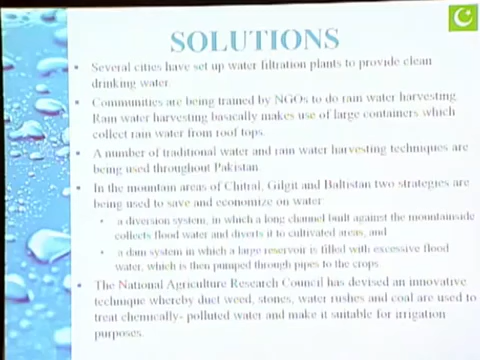 SOLUTIONS
Several cities have set up water filtration plants to provide clean
drinking water.
Communities are being trained by NGOs to do rain water harvesting.
Rain water harvesting basically makes use of large containers which
collect rain water from roof tops.
A number of traditional water and rain water harvesting techniques are
being used throughout Pakistan.
In the mountain areas of Chitral, Gilgit and Baltistan two strategies are
being used to save and economize on water:
a diversion system, in which a long channel built against the mountainside
collects flood water and diverts it to cultivated areas, and
a dam system in which a large reservoir is filled with excessive flood
water, which is then pumped through pipes to the crops.
The National Agriculture Research Council has devised an innovative
technique whereby duct weed, stones, water rushes and coal are used to
treat chemically- polluted water and make it suitable for irrigation
purposes.